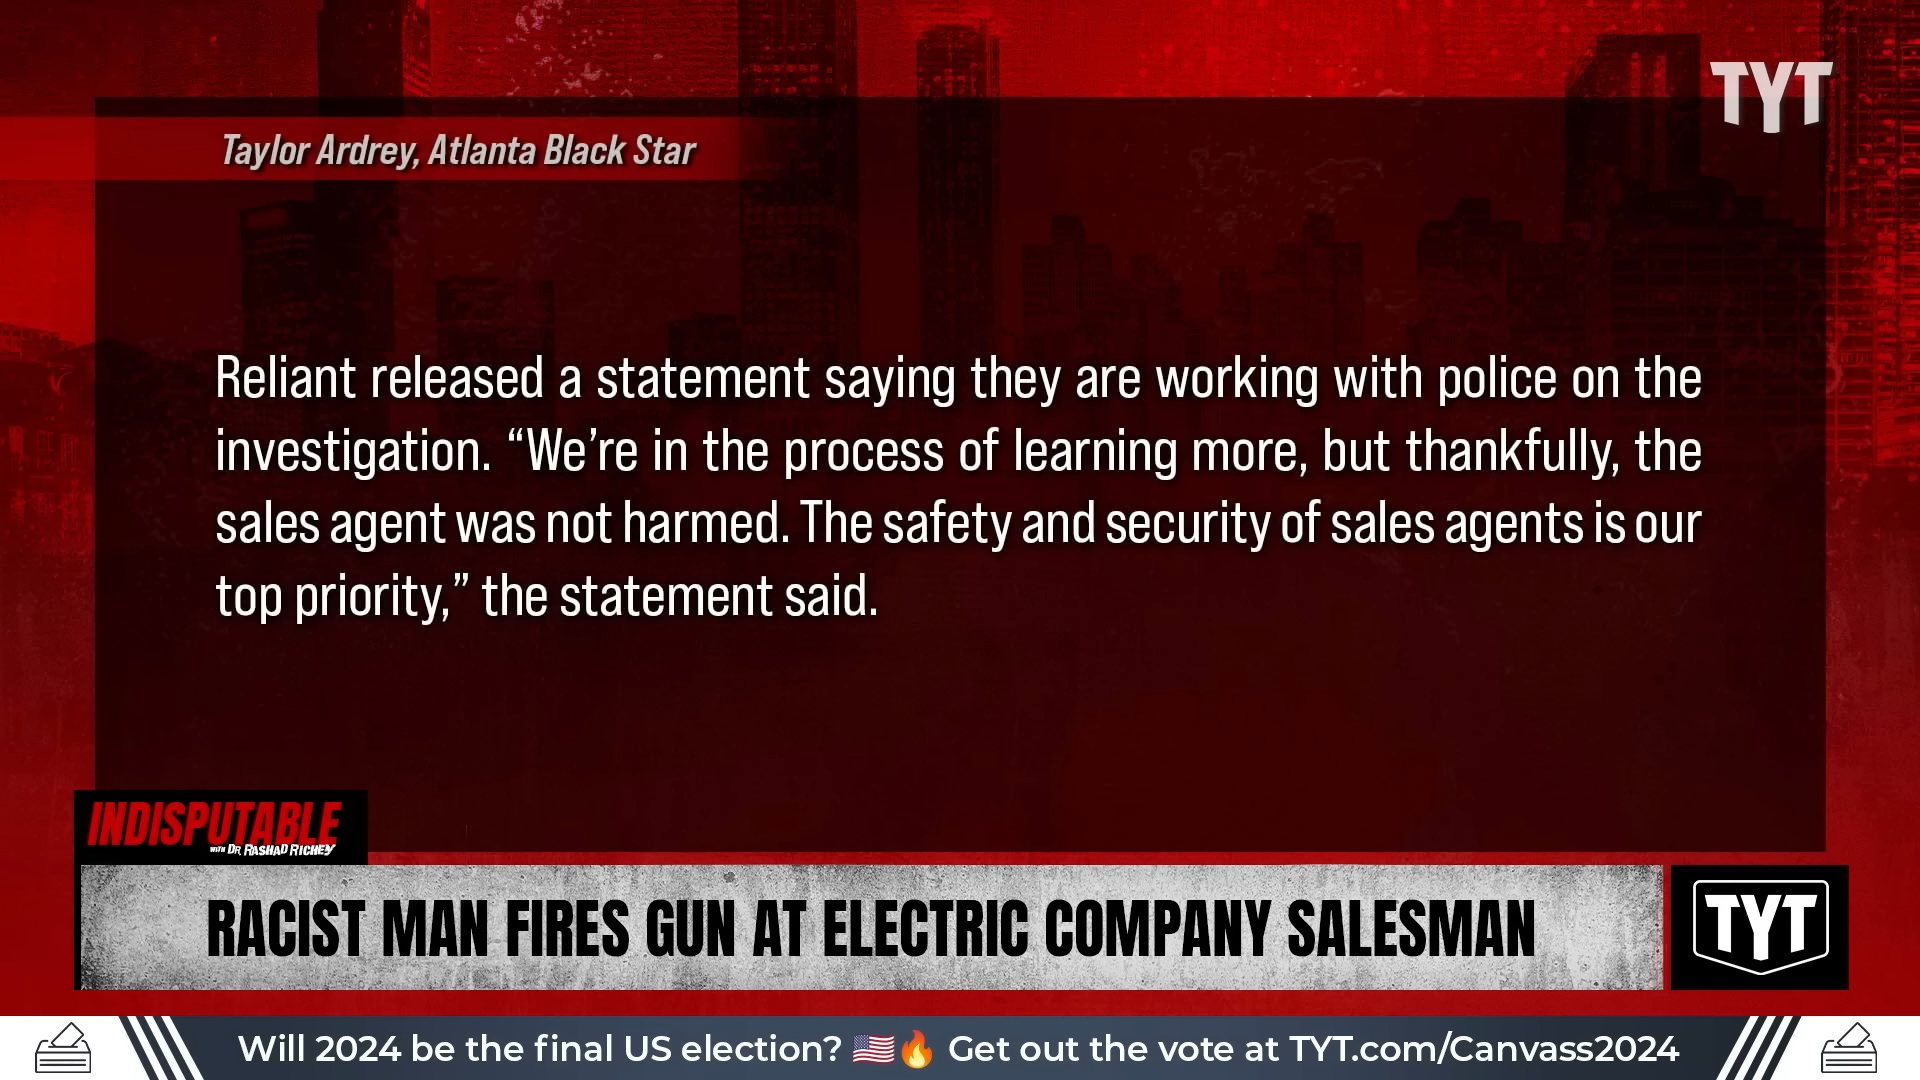 TYT
Taylor Ardrey, Atlanta Black Star
Reliant released a statement saying they are working with police on the
investigation. “We’re in the process of learning more, but thankfully, the
sales agent was not harmed. The safety and security of sales agents is our
top priority,” the statement said.
INDISPUTABLE
WITH DR RASHAD RICHEY
RACIST MAN FIRES GUN AT ELECTRIC COMPANY SALESMAN
TYT
Will 2024 be the final US election? 🇺🇸🔥 Get out the vote at TYT.com/Canvass2024